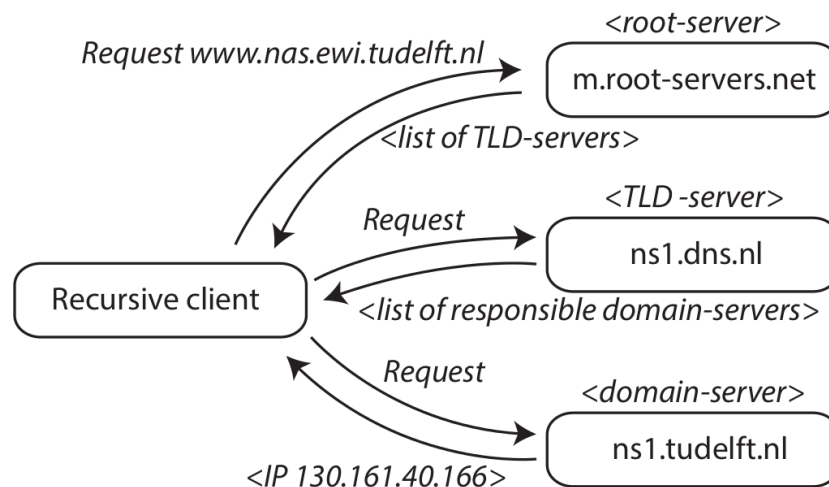 <root-server>
Request www.nas.ewi.tudelft.nl
m.root-servers.net
<list of TLD-servers>
<TLD -server>
Request
ns1.dns.nl
Recursive client
<list of responsible domain-servers>
Request
<domain-server>
ns1.tudelft.nl
<IP 130.161.40.166>